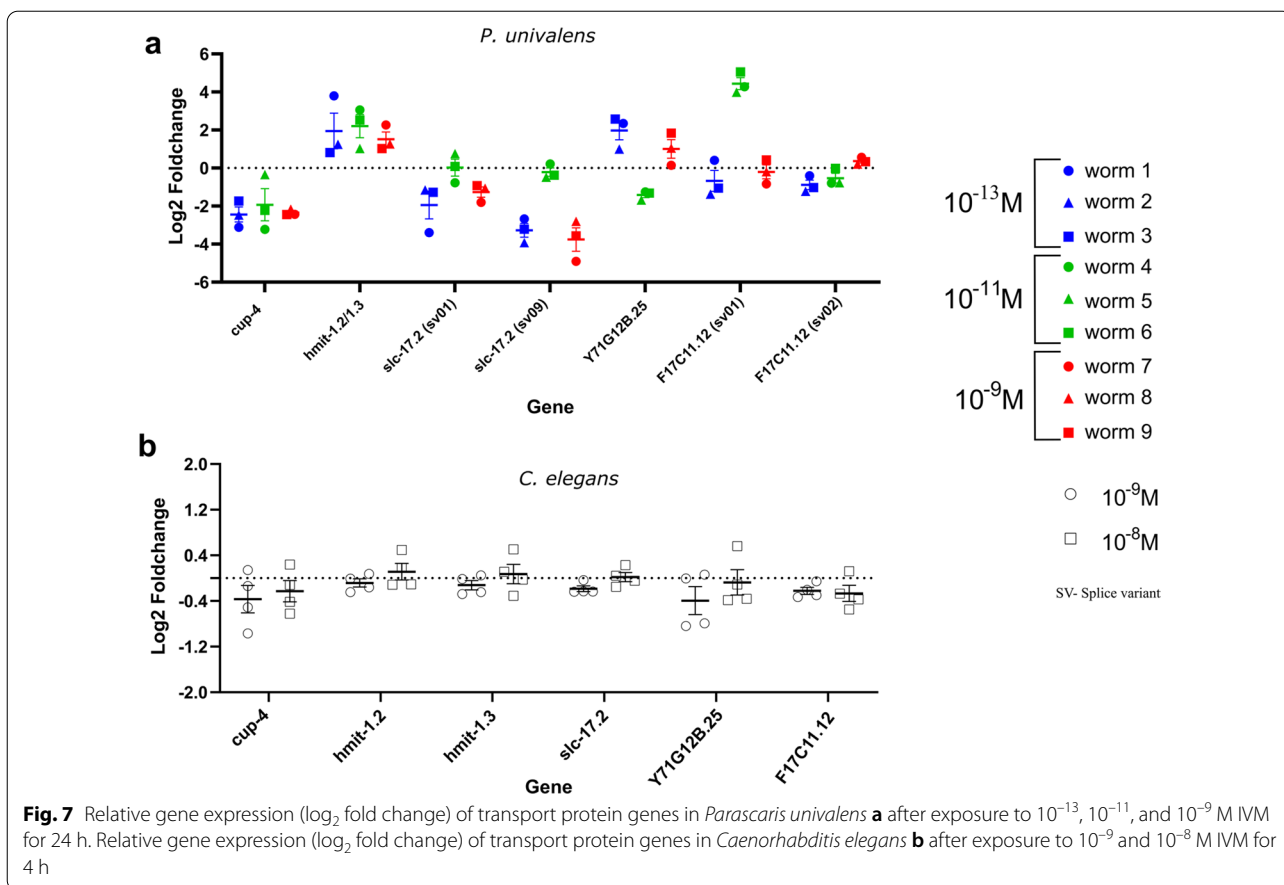 a
P. univalens
6
4
2
0
-2
-4
-6
Log2 Foldchange
cup-4
hmit-1.2/1.3
slc-17.2 (sv01)
slc-17.2 (sv09)
Y71G12B.25
F17C11.12 (sv01)
F17C11.12 (sv02)
Gene
10⁻¹³M
worm 1
worm 2
worm 3
10⁻¹¹M
worm 4
worm 5
worm 6
10⁻⁹M
worm 7
worm 8
worm 9
10⁻⁹M
10⁻⁸M
SV- Splice variant
b
C. elegans
2.0
1.2
0.4
-0.4
-1.2
-2.0
Log2 Foldchange
cup-4
hmit-1.2
hmit-1.3
slc-17.2
Y71G12B.25
F17C11.12
Gene
Fig. 7 Relative gene expression (log₂ fold change) of transport protein genes in Parascaris univalens a after exposure to 10⁻¹³, 10⁻¹¹, and 10⁻⁹ M IVM
for 24 h. Relative gene expression (log₂ fold change) of transport protein genes in Caenorhabditis elegans b after exposure to 10⁻⁹ and 10⁻⁸ M IVM for
4 h